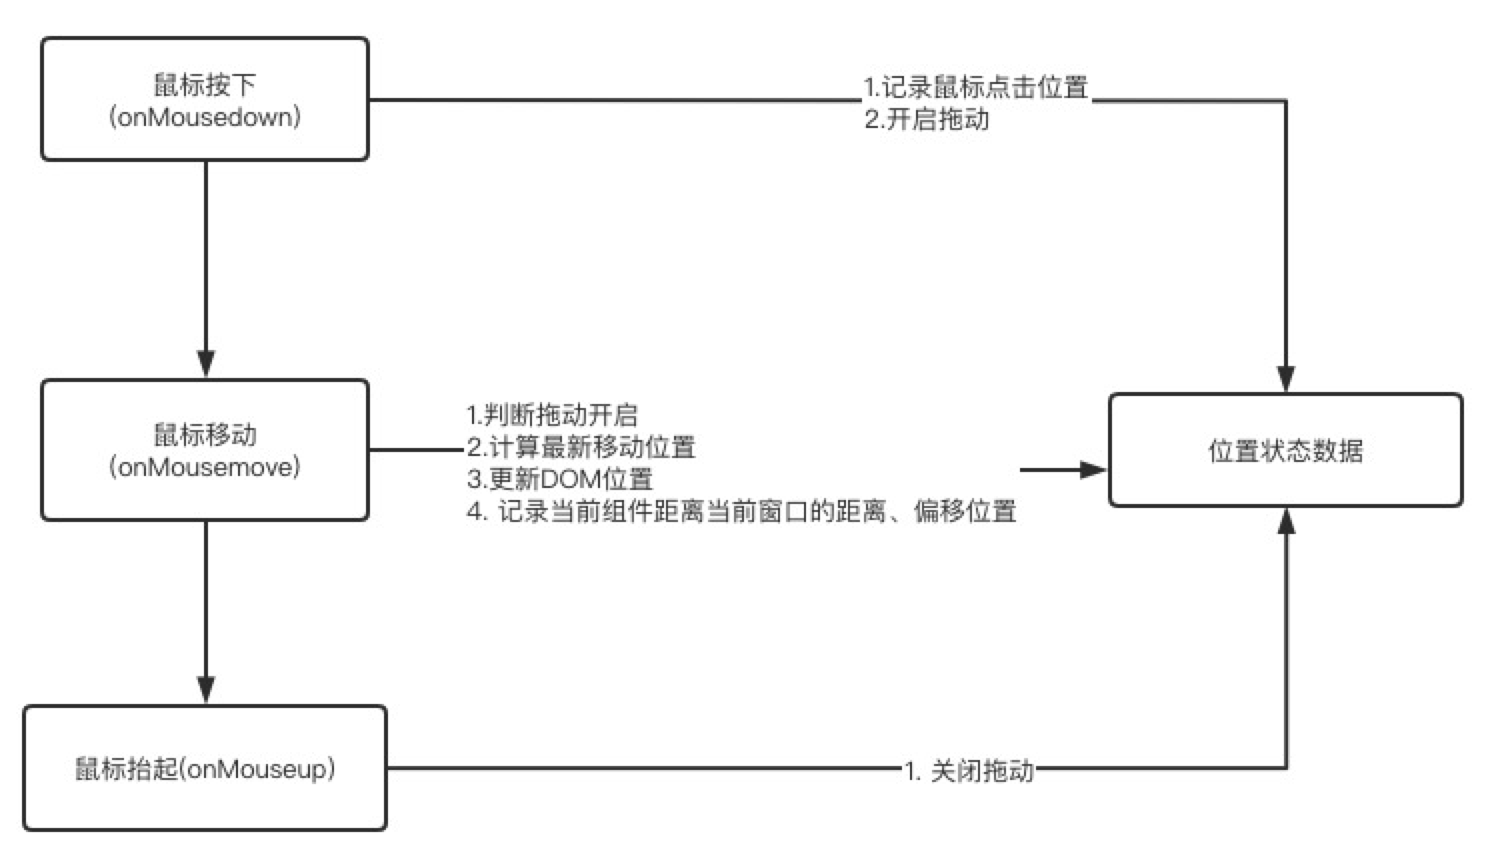 鼠标按下
(onMousedown)
1.记录鼠标点击位置
2.开启拖动
鼠标移动
(onMousemove)
1.判断拖动开启
2.计算最新移动位置
3.更新DOM位置
4. 记录当前组件距离当前窗口的距离、偏移位置
位置状态数据
鼠标抬起(onMouseup)
1. 关闭拖动